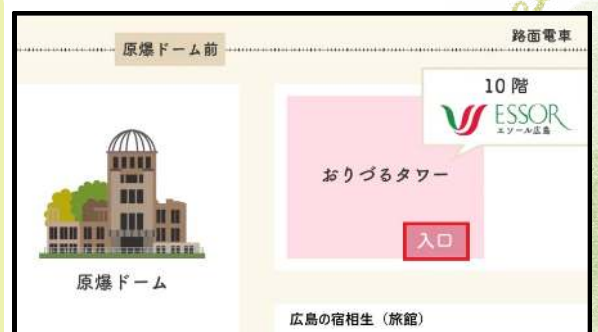 路面電車
原爆ドーム前
10階
ESSOR
エソール広島
おりづるタワー
入口
原爆ドーム
広島の宿相生（旅館）